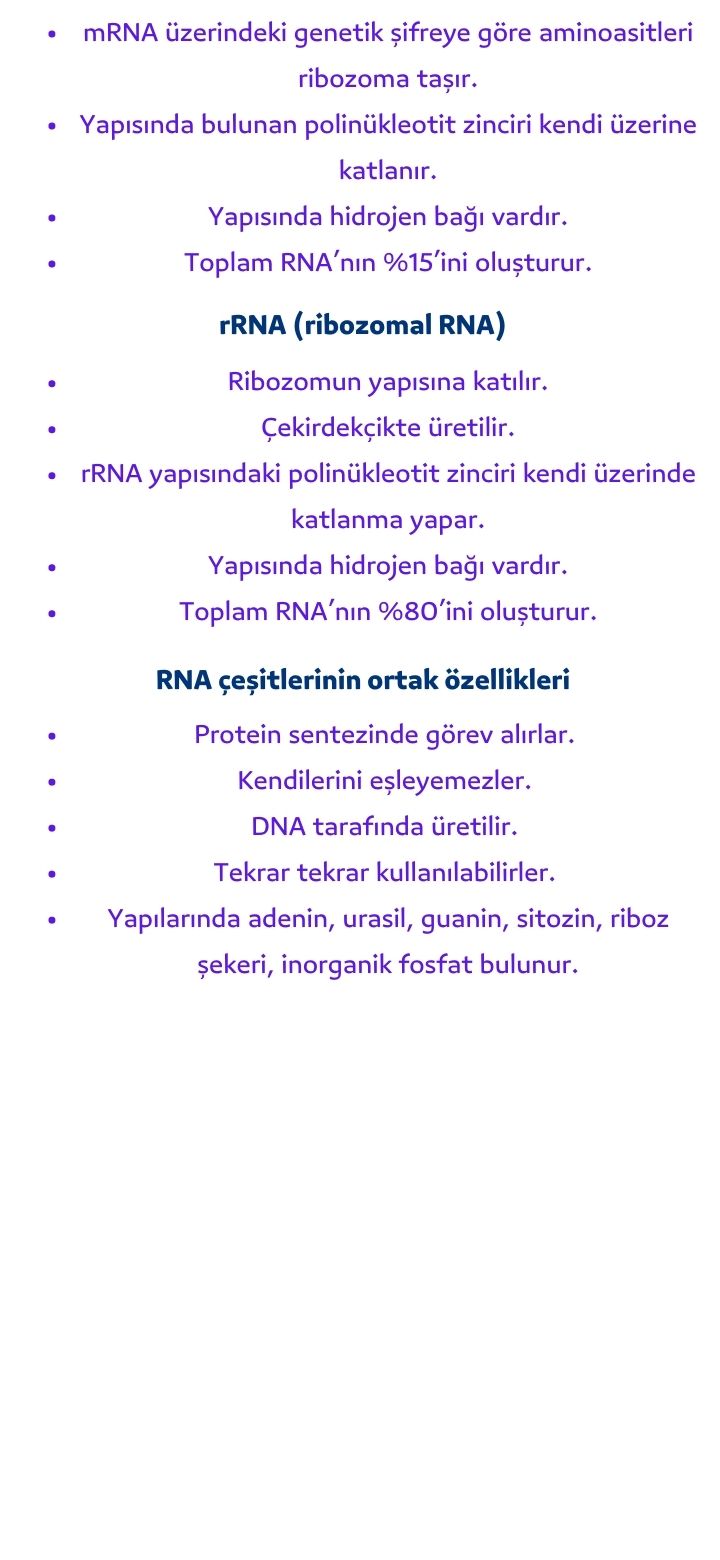 • mRNA üzerindeki genetik şifreye göre aminoasitleri
ribozoma taşır.
• Yapısında bulunan polinükleotit zinciri kendi üzerine
katlanır.
• Yapısında hidrojen bağı vardır.
• Toplam RNA’nın %15’ini oluşturur.
rRNA (ribozomal RNA)
• Ribozomun yapısına katılır.
• Çekirdekçikte üretilir.
• rRNA yapısındaki polinükleotit zinciri kendi üzerinde
katlanma yapar.
• Yapısında hidrojen bağı vardır.
• Toplam RNA’nın %80’ini oluşturur.
RNA çeşitlerinin ortak özellikleri
• Protein sentezinde görev alırlar.
• Kendilerini eşleyemezler.
• DNA tarafında üretilir.
• Tekrar tekrar kullanılabilirler.
• Yapılarında adenin, urasil, guanin, sitozin, riboz
şekeri, inorganik fosfat bulunur.